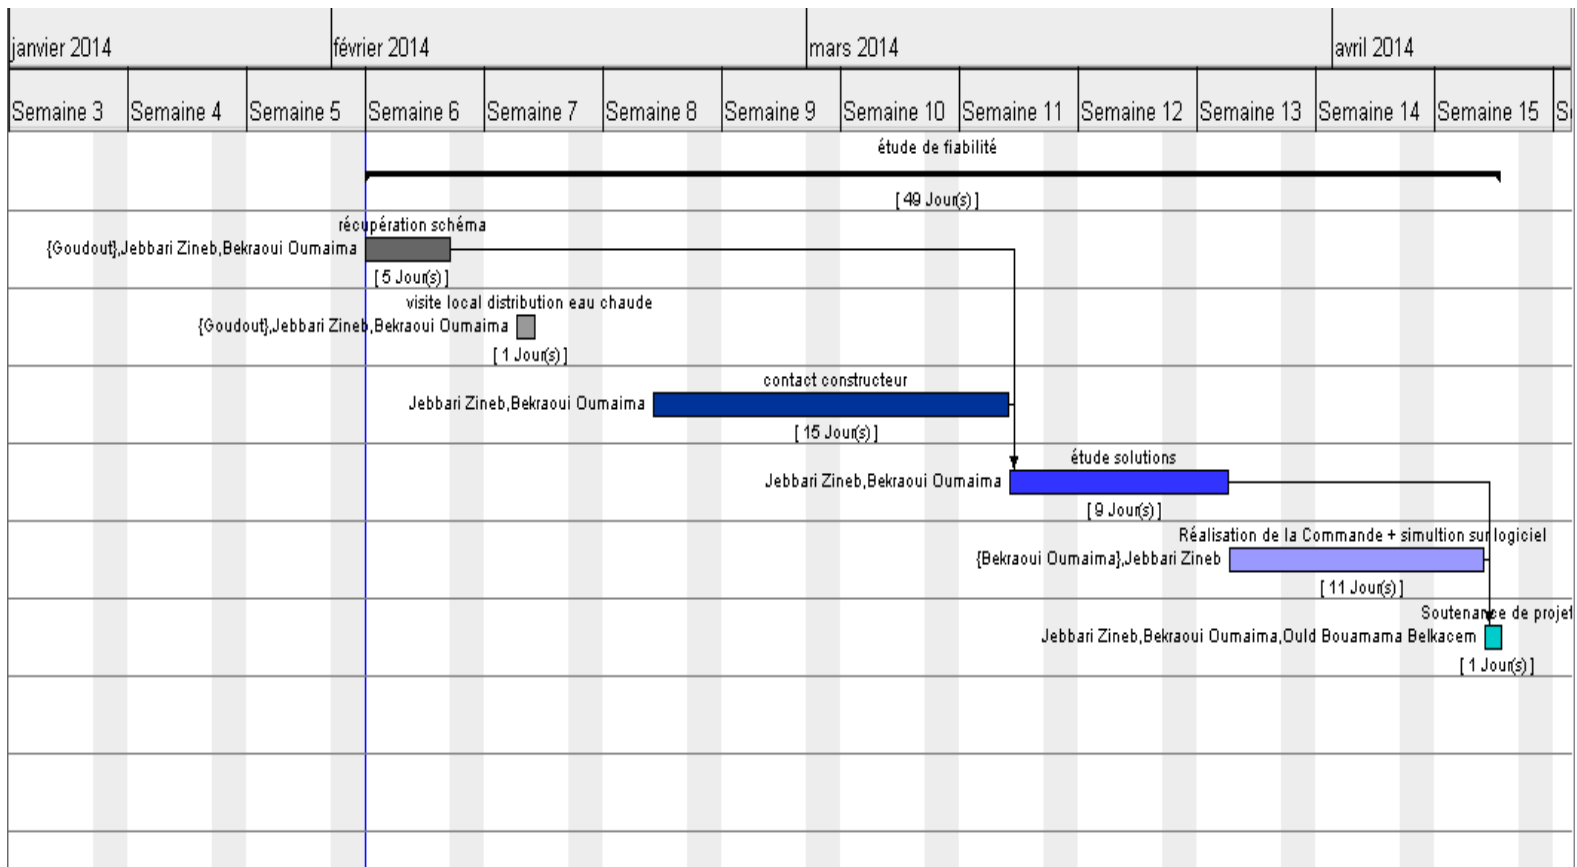 janvier 2014 février 2014 mars 2014 avril 2014
Semaine 3 Semaine 4 Semaine 5 Semaine 6 Semaine 7 Semaine 8 Semaine 9 Semaine 10 Semaine 11 Semaine 12 Semaine 13 Semaine 14 Semaine 15
étude de fiabilité
[ 49 Jour(s) ]
récupération schéma
{Goudout},Jebbari Zineb,Bekraoui Oumaima
[ 5 Jour(s) ]
visite local distribution eau chaude
{Goudout},Jebbari Zineb,Bekraoui Oumaima
[ 1 Jour(s) ]
contact constructeur
Jebbari Zineb,Bekraoui Oumaima
[ 15 Jour(s) ]
étude solutions
Jebbari Zineb,Bekraoui Oumaima
[ 9 Jour(s) ]
Réalisation de la Commande + simultion sur logiciel
{Bekraoui Oumaima},Jebbari Zineb
[ 11 Jour(s) ]
Soutenance de projet
Jebbari Zineb,Bekraoui Oumaima,Ould Bouamama Belkacem
[ 1 Jour(s) ]